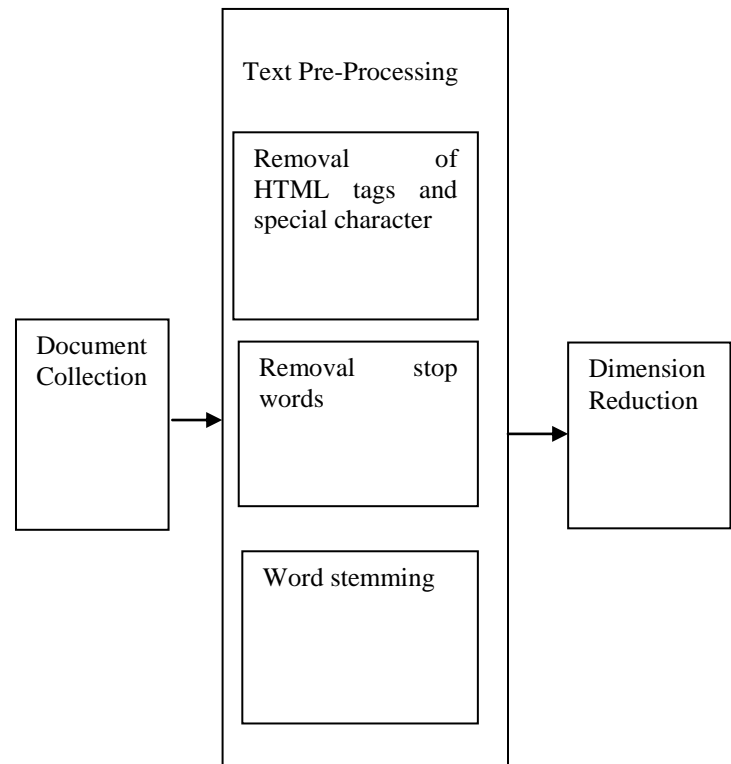 Text Pre-Processing
Removal of
HTML tags and
special character
Document
Collection
Removal stop
words
Word stemming
Dimension
Reduction